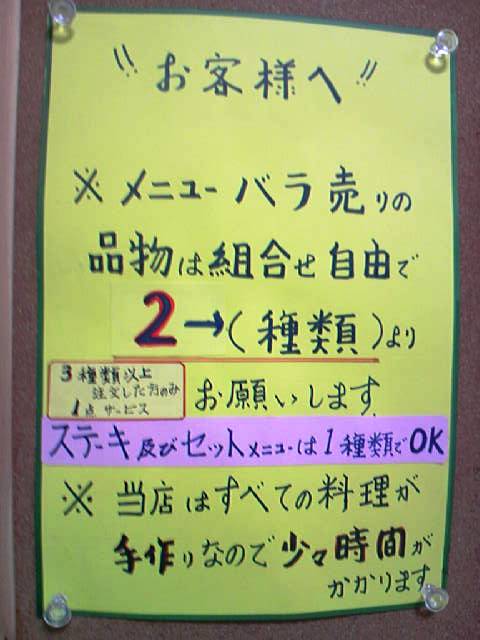 〃お客様へ〃
※メニューバラ売りの
品物は組合せ自由で
2→(種類)より
3種類以上
注文した方のみ
1点サービス
お願いします
ステーキ及びセットメニューは1種類でOK
※当店はすべての料理が
手作りなので少々時間が
かかります